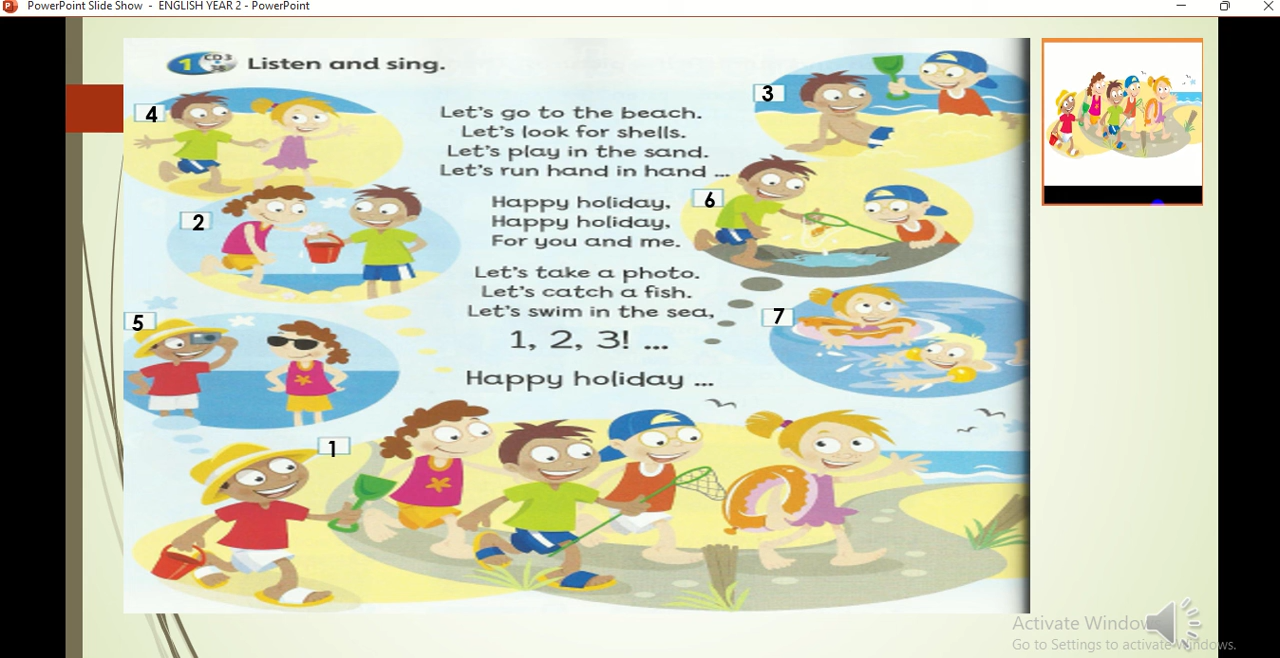 PowerPoint Slide Show - ENGLISH YEAR 2 - PowerPoint
1 CD3 38 Listen and sing.
4
3
Let's go to the beach.
Let's look for shells.
Let's play in the sand.
Let's run hand in hand ...
2
6
Happy holiday,
Happy holiday,
For you and me.
Let's take a photo.
Let's catch a fish.
Let's swim in the sea,
5
7
1, 2, 3! ...
Happy holiday ...
1
Activate Windows
Go to Settings to activate Windows.